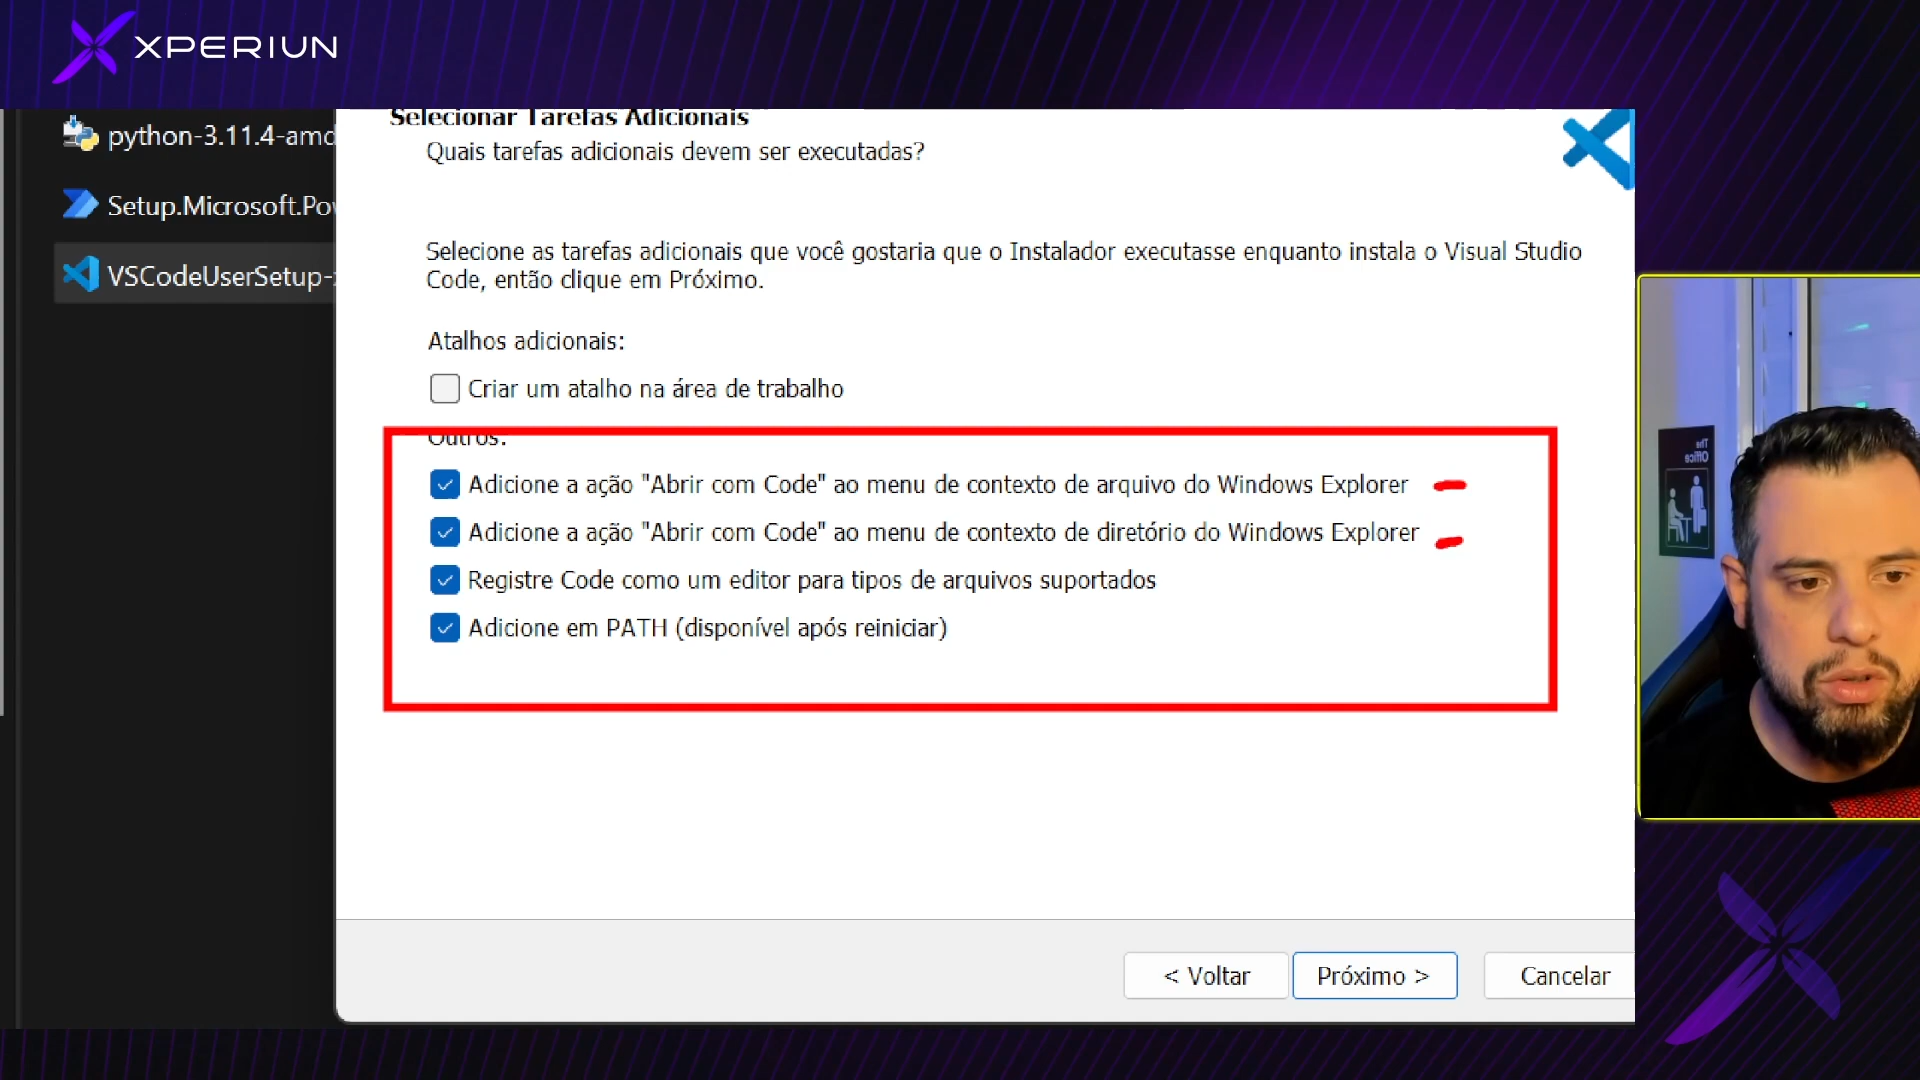 XPERIUN
Selecionar Tarefas Adicionais
python-3.11.4-amd
Quais tarefas adicionais devem ser executadas?
Setup.Microsoft.Pow
Selecione as tarefas adicionais que você gostaria que o Instalador executasse enquanto instala o Visual Studio
Code, então clique em Próximo.
VSCodeUserSetup-
Atalhos adicionais:
Criar um atalho na área de trabalho
Outros:
Adicione a ação "Abrir com Code" ao menu de contexto de arquivo do Windows Explorer
Adicione a ação "Abrir com Code" ao menu de contexto de diretório do Windows Explorer
Registre Code como um editor para tipos de arquivos suportados
Adicione em PATH (disponível após reiniciar)
The
Office
< Voltar
Próximo >
Cancelar